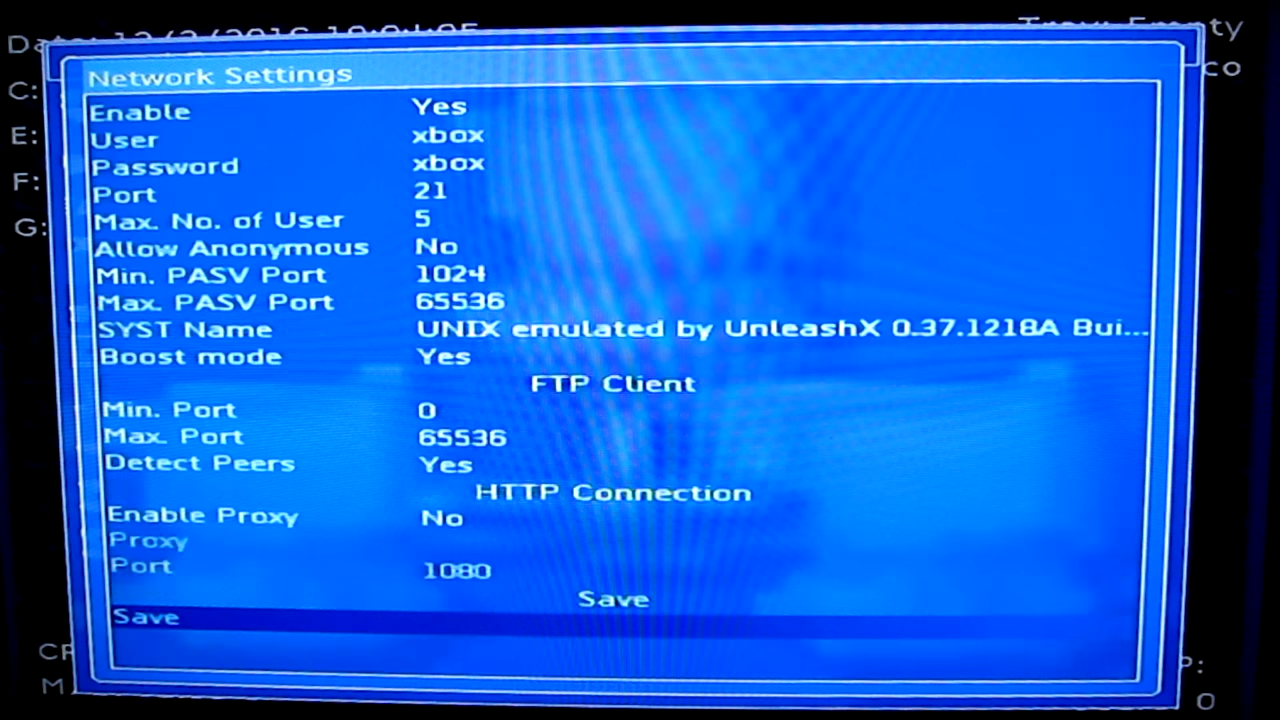 Network Settings
Enable Yes
User xbox
Password xbox
Port 21
Max. No. of User 5
Allow Anonymous No
Min. PASV Port 1024
Max. PASV Port 65536
SYST Name UNIX emulated by UnleashX 0.37.1218A Bui...
Boost mode Yes
FTP Client
Min. Port 0
Max. Port 65536
Detect Peers Yes
HTTP Connection
Enable Proxy No
Proxy
Port 1080
Save
Save
C:
E:
F:
G: